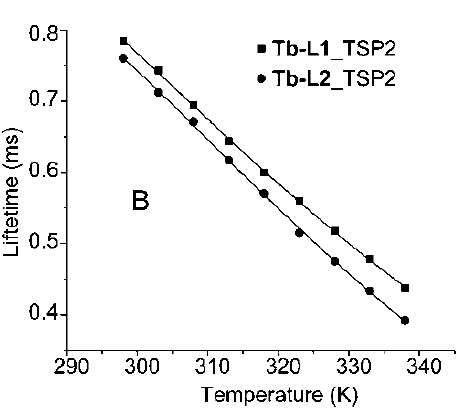 0.8
0.7
0.6
0.5
0.4
Liftetime (ms)
Tb-L1_TSP2
Tb-L2_TSP2
B
290 300 310 320 330 340
Temperature (K)